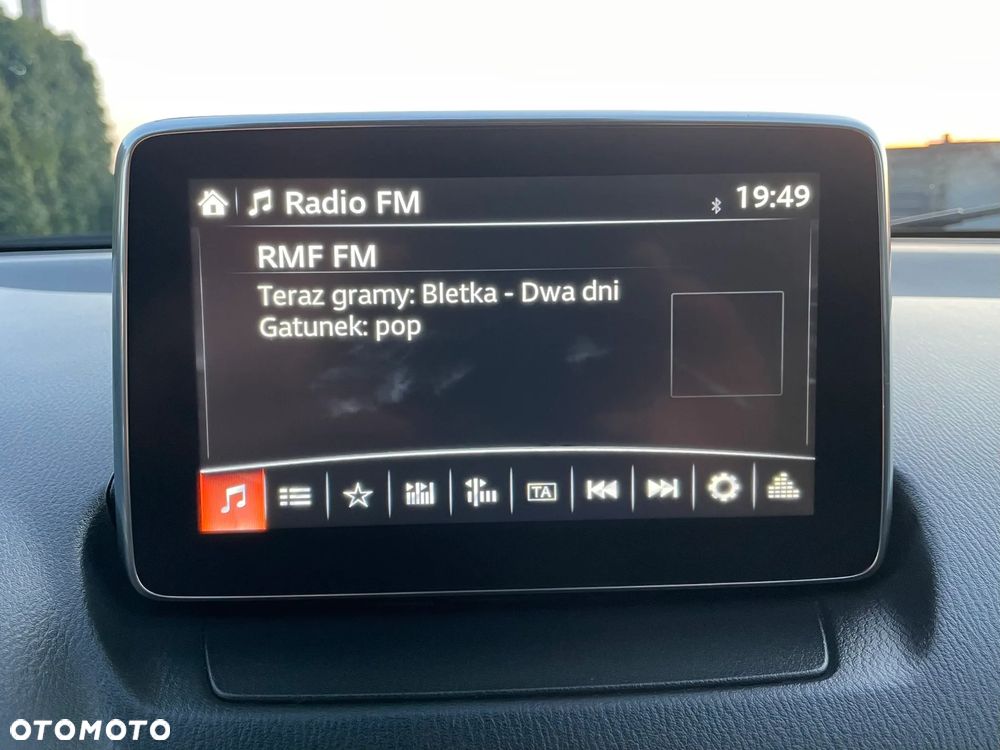 Radio FM
19:49
RMF FM
Teraz gramy: Bletka - Dwa dni
Gatunek: pop
TA
OTOMOTO